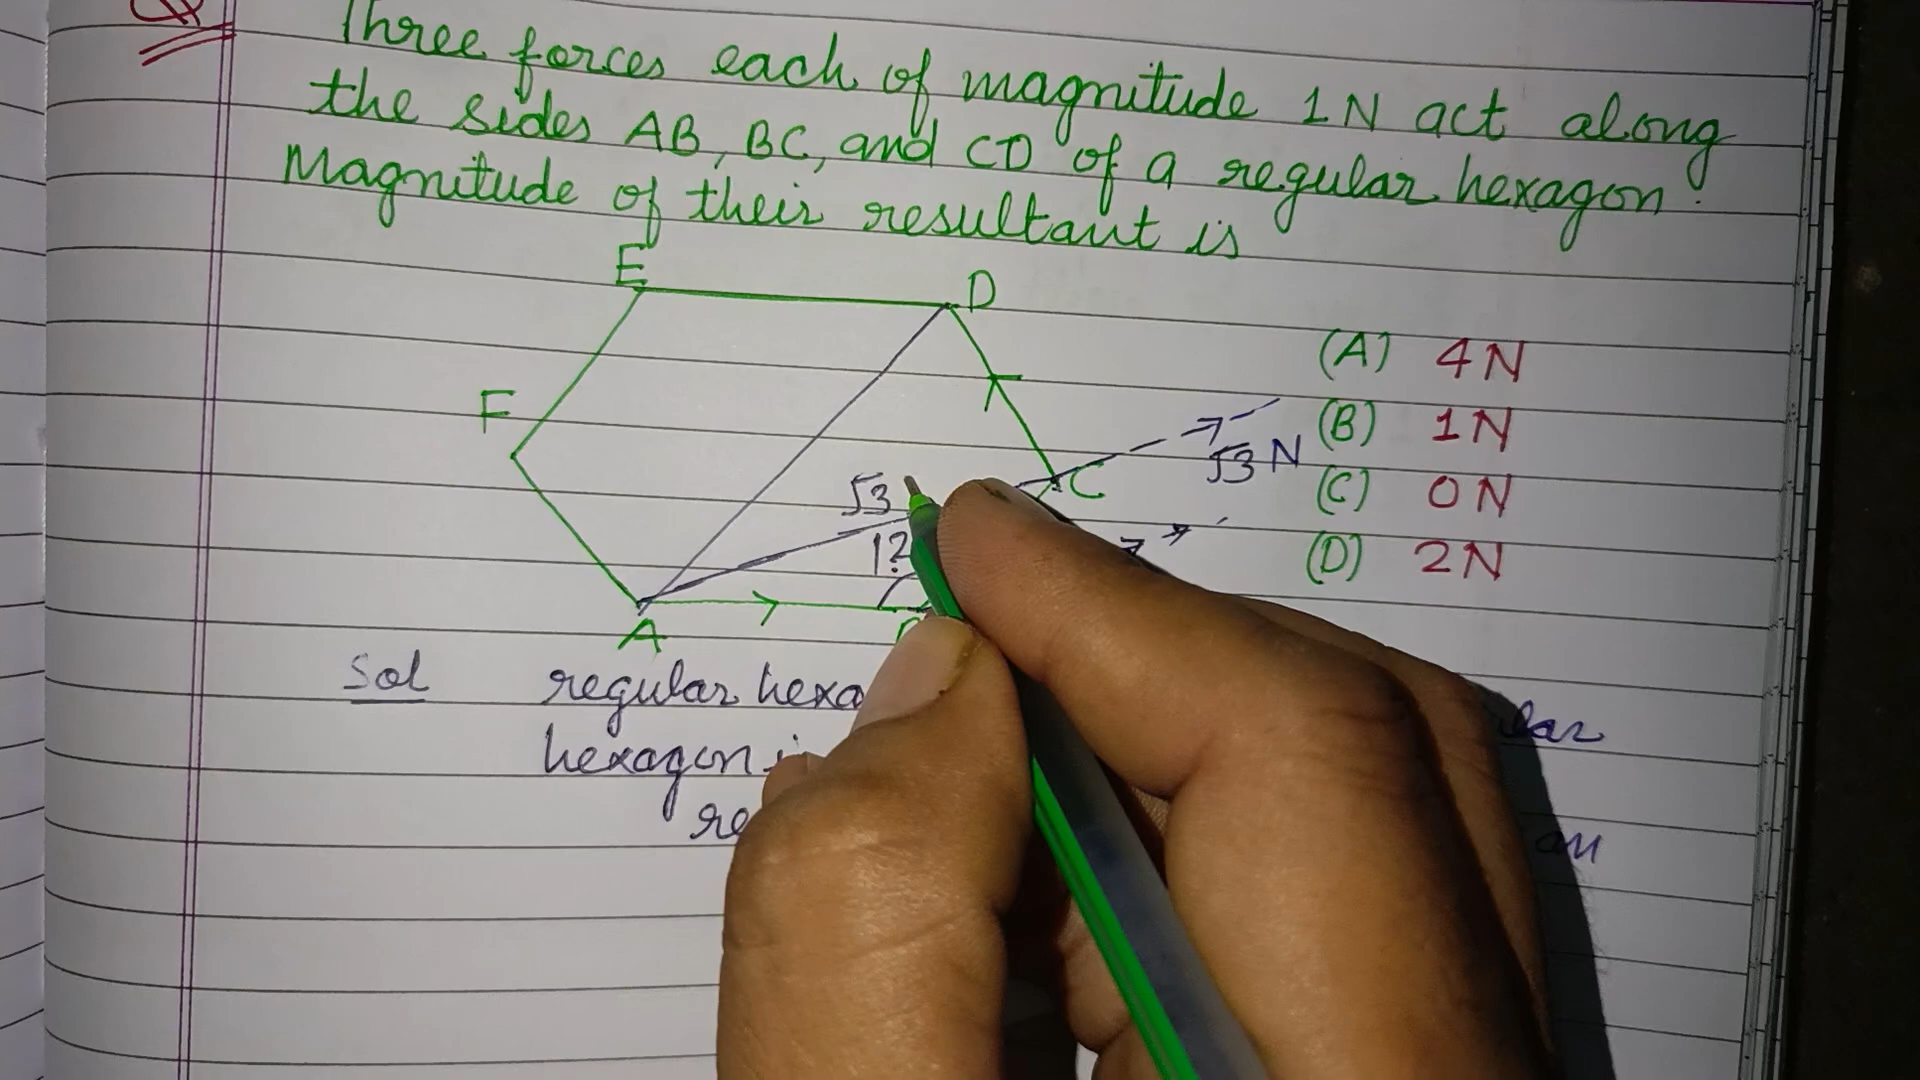 Q
Three forces each of magnitude 1N act along
the sides AB, BC, and CD of a regular hexagon.
Magnitude of their resultant is
E
D
(A) 4N
F
(B) 1N
√3 N
C
√3
(C) 0N
(D) 2N
A
Sol regular hexa
hexagon